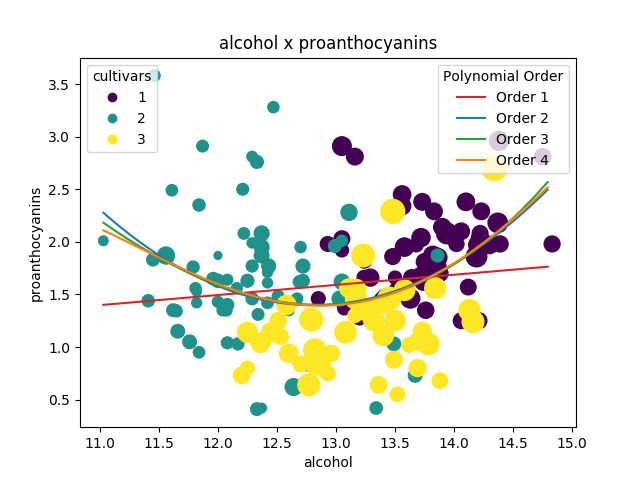 alcohol x proanthocyanins
cultivars
1
2
3
Polynomial Order
Order 1
Order 2
Order 3
Order 4
proanthocyanins
3.5
3.0
2.5
2.0
1.5
1.0
0.5
11.0 11.5 12.0 12.5 13.0 13.5 14.0 14.5 15.0
alcohol